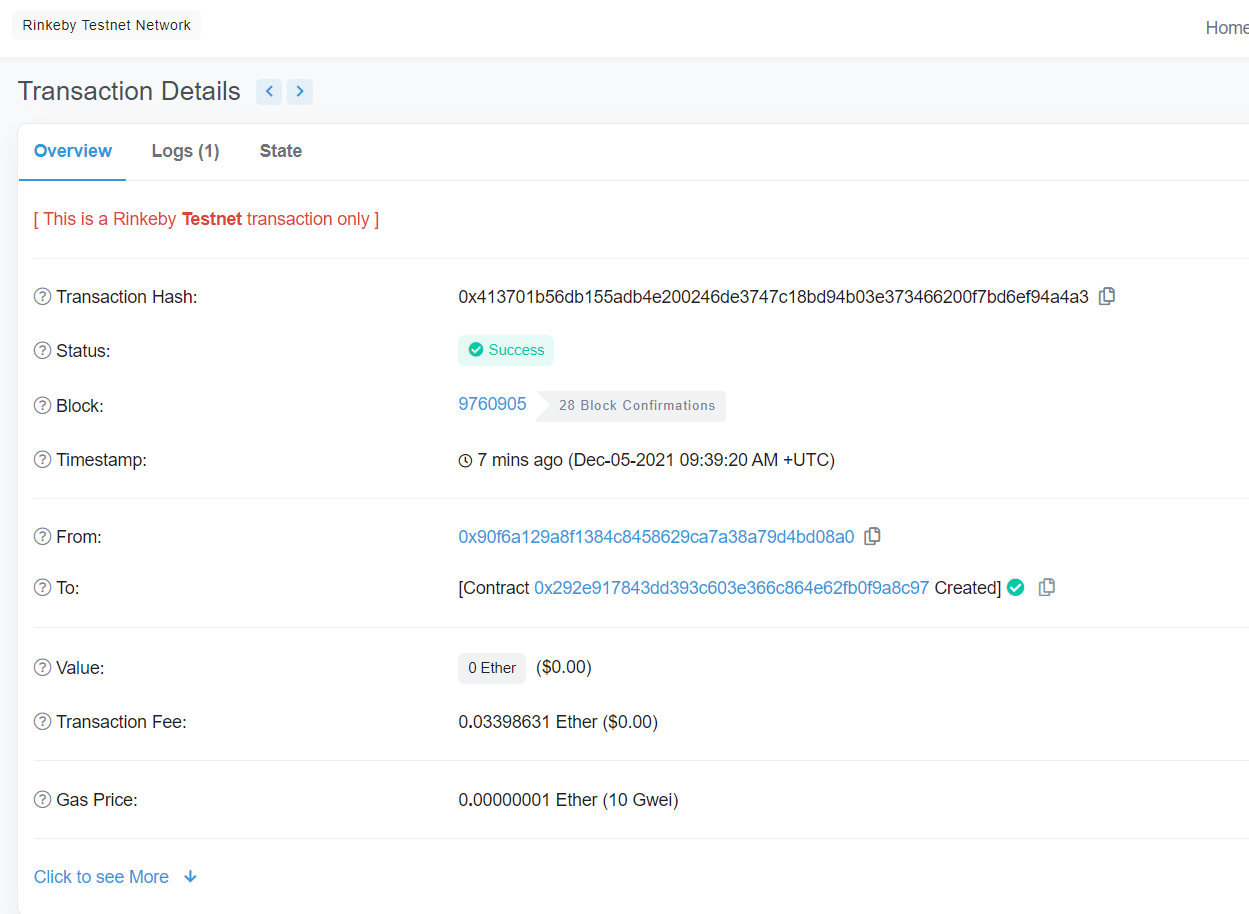 Rinkeby Testnet Network
Home
Transaction Details
Overview Logs (1) State
[ This is a Rinkeby Testnet transaction only ]
Transaction Hash: 0x413701b56db155adb4e200246de3747c18bd94b03e373466200f7bd6ef94a4a3
Status: Success
Block: 9760905 28 Block Confirmations
Timestamp: 7 mins ago (Dec-05-2021 09:39:20 AM +UTC)
From: 0x90f6a129a8f1384c8458629ca7a38a79d4bd08a0
To: [Contract 0x292e917843dd393c603e366c864e62fb0f9a8c97 Created]
Value: 0 Ether ($0.00)
Transaction Fee: 0.03398631 Ether ($0.00)
Gas Price: 0.00000001 Ether (10 Gwei)
Click to see More